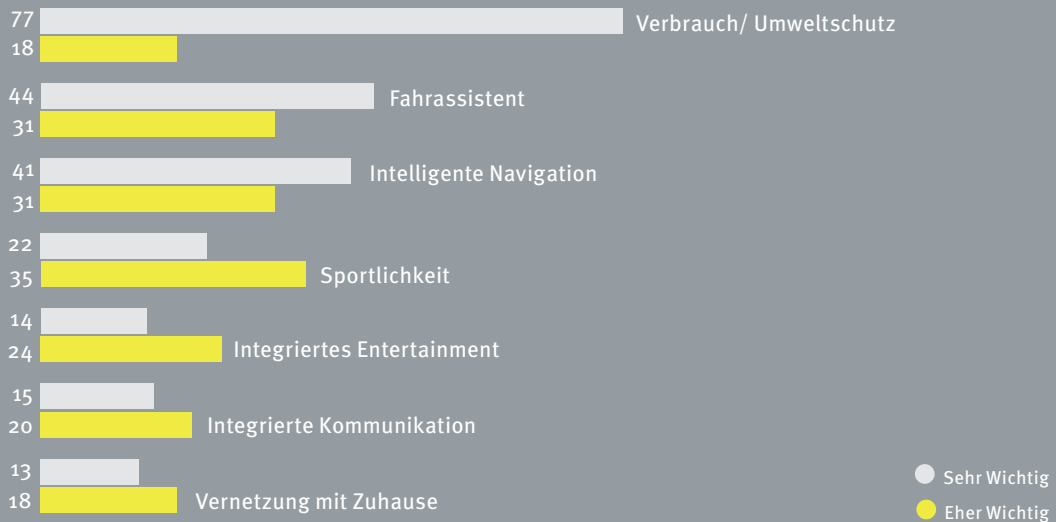 77
Verbrauch/ Umweltschutz
18
44
Fahrassistent
31
41
Intelligente Navigation
31
22
35
Sportlichkeit
14
24
Integriertes Entertainment
15
20
Integrierte Kommunikation
13
18
Vernetzung mit Zuhause
Sehr Wichtig
Eher Wichtig